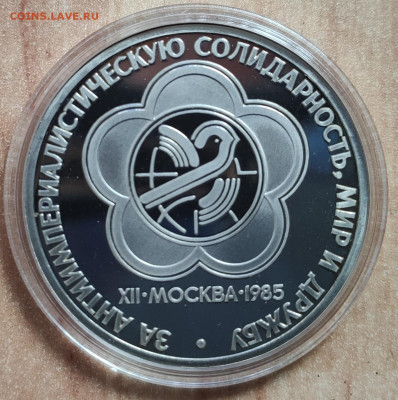 COINS.LAVE.RU
ЗА АНТИИМПЕРИАЛИСТИЧЕСКУЮ СОЛИДАРНОСТЬ, МИР И ДРУЖБУ
XII·МОСКВА·1985